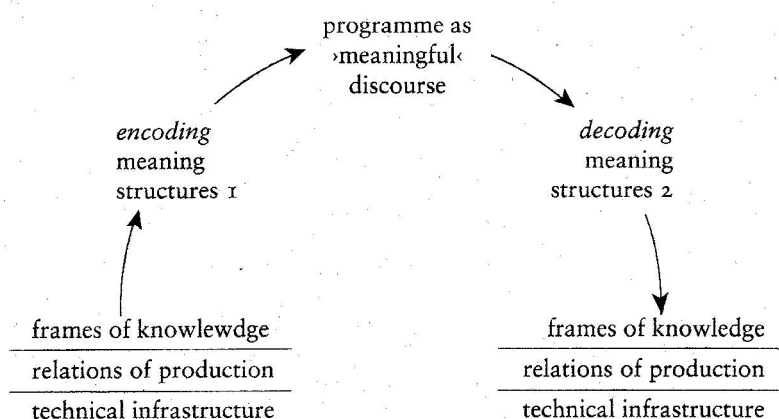 programme as
›meaningful‹
discourse
encoding
meaning
structures 1
decoding
meaning
structures 2
frames of knowlewdge
relations of production
technical infrastructure
frames of knowledge
relations of production
technical infrastructure